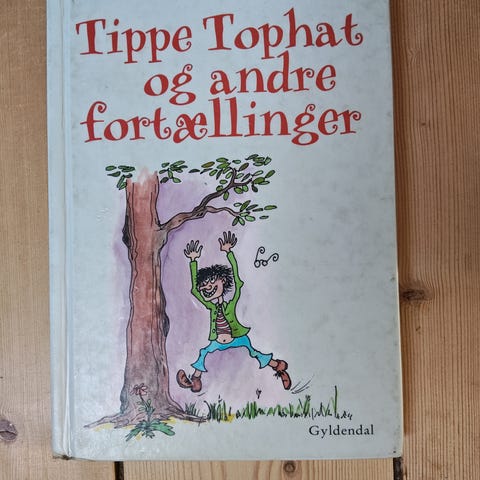 Tippe Tophat
og andre
fortællinger
Gyldendal